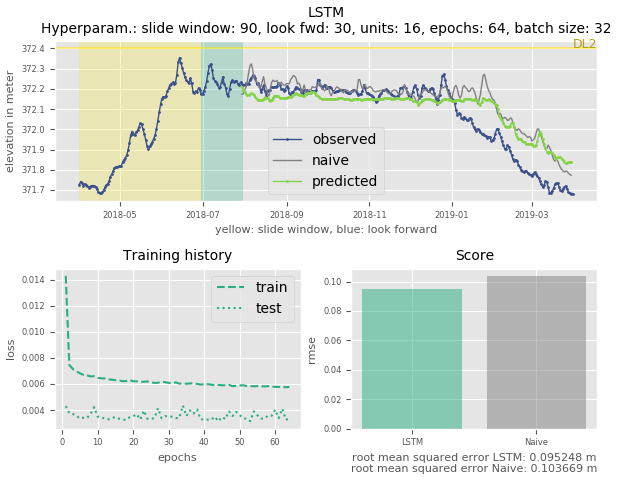 LSTM
Hyperparam.: slide window: 90, look fwd: 30, units: 16, epochs: 64, batch size: 32
DL2
elevation in meter
372.4
372.3
372.2
372.1
372.0
371.9
371.8
371.7
observed
naive
predicted
2018-05 2018-07 2018-09 2018-11 2019-01 2019-03
yellow: slide window, blue: look forward
Training history
loss
0.014
0.012
0.010
0.008
0.006
0.004
train
test
0 10 20 30 40 50 60
epochs
Score
rmse
0.10
0.08
0.06
0.04
0.02
0.00
LSTM Naive
root mean squared error LSTM: 0.095248 m
root mean squared error Naive: 0.103669 m